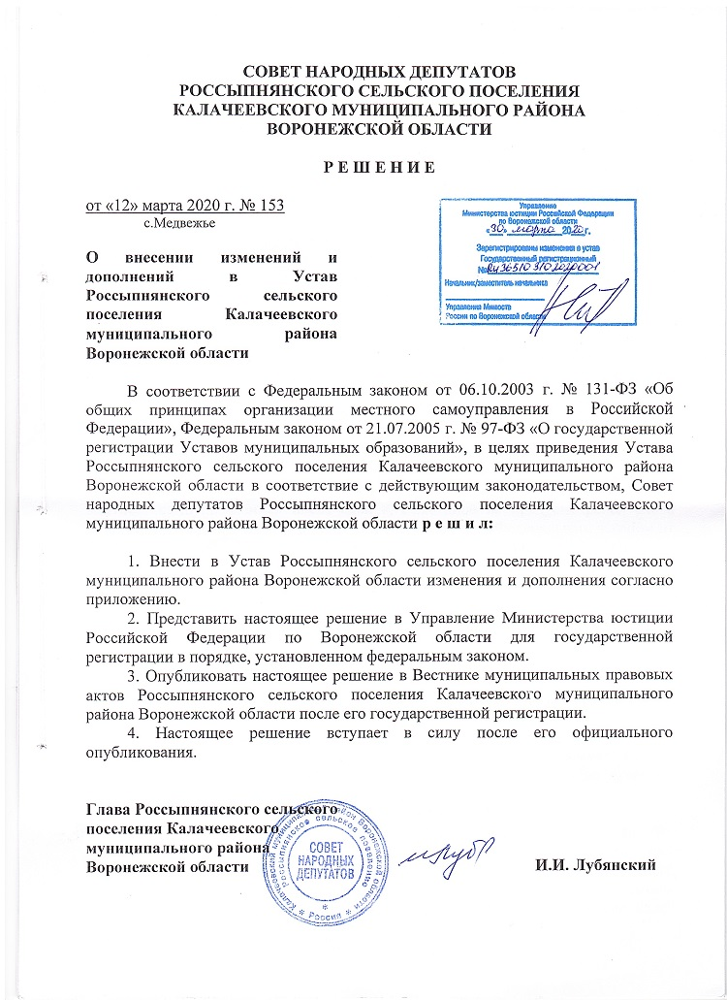 СОВЕТ НАРОДНЫХ ДЕПУТАТОВ
РОССЫПНЯНСКОГО СЕЛЬСКОГО ПОСЕЛЕНИЯ
КАЛАЧЕЕВСКОГО МУНИЦИПАЛЬНОГО РАЙОНА
ВОРОНЕЖСКОЙ ОБЛАСТИ
Р Е Ш Е Н И Е
от «12» марта 2020 г. № 153
с.Медвежье
Управление
Министерства юстиции Российской Федерации
по Воронежской области
«30» марта 2020 г.
Зарегистрированы изменения в устав
Государственный регистрационный
№ RU365103102020001
Начальник/заместитель начальника
Управления Минюста
России по Воронежской области
О внесении изменений и
дополнений в Устав
Россыпнянского сельского
поселения Калачеевского
муниципального района
Воронежской области
В соответствии с Федеральным законом от 06.10.2003 г. № 131-ФЗ «Об
общих принципах организации местного самоуправления в Российской
Федерации», Федеральным законом от 21.07.2005 г. № 97-ФЗ «О государственной
регистрации Уставов муниципальных образований», в целях приведения Устава
Россыпнянского сельского поселения Калачеевского муниципального района
Воронежской области в соответствие с действующим законодательством, Совет
народных депутатов Россыпнянского сельского поселения Калачеевского
муниципального района Воронежской области р е ш и л:
1. Внести в Устав Россыпнянского сельского поселения Калачеевского
муниципального района Воронежской области изменения и дополнения согласно
приложению.
2. Представить настоящее решение в Управление Министерства юстиции
Российской Федерации по Воронежской области для государственной
регистрации в порядке, установленном федеральным законом.
3. Опубликовать настоящее решение в Вестнике муниципальных правовых
актов Россыпнянского сельского поселения Калачеевского муниципального
района Воронежской области после его государственной регистрации.
4. Настоящее решение вступает в силу после его официального
опубликования.
Глава Россыпнянского сельского
поселения Калачеевского
муниципального района
Воронежской области
И.И. Лубянский
Калачеевский муниципальный район Воронежской области
Россыпнянское сельское поселение
Россия
СОВЕТ
НАРОДНЫХ
ДЕПУТАТОВ